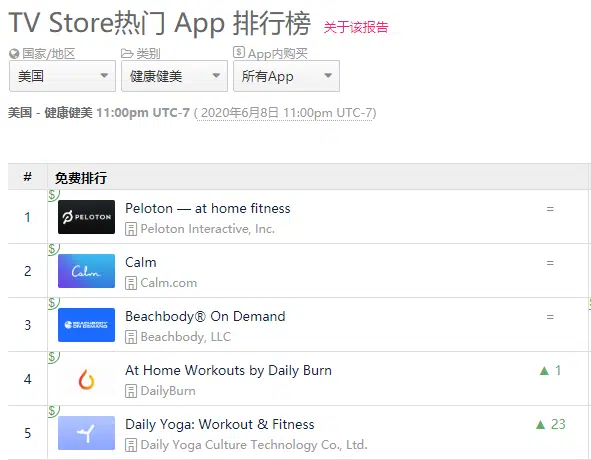 TV Store热门 App 排行榜 关于该报告
国家/地区 类别 App内购买
美国 健康健美 所有App
美国 - 健康健美 11:00pm UTC-7 ( 2020年6月8日 11:00pm UTC-7)
# 免费排行
$
1 PELOTON Peloton — at home fitness =
Peloton Interactive, Inc.
$
2 Calm Calm =
Calm.com
$
3 BEACHBODY ON DEMAND Beachbody® On Demand =
Beachbody, LLC
$
4 At Home Workouts by Daily Burn ▲ 1
DailyBurn
$
5 Daily Yoga: Workout & Fitness ▲ 23
Daily Yoga Culture Technology Co., Ltd.